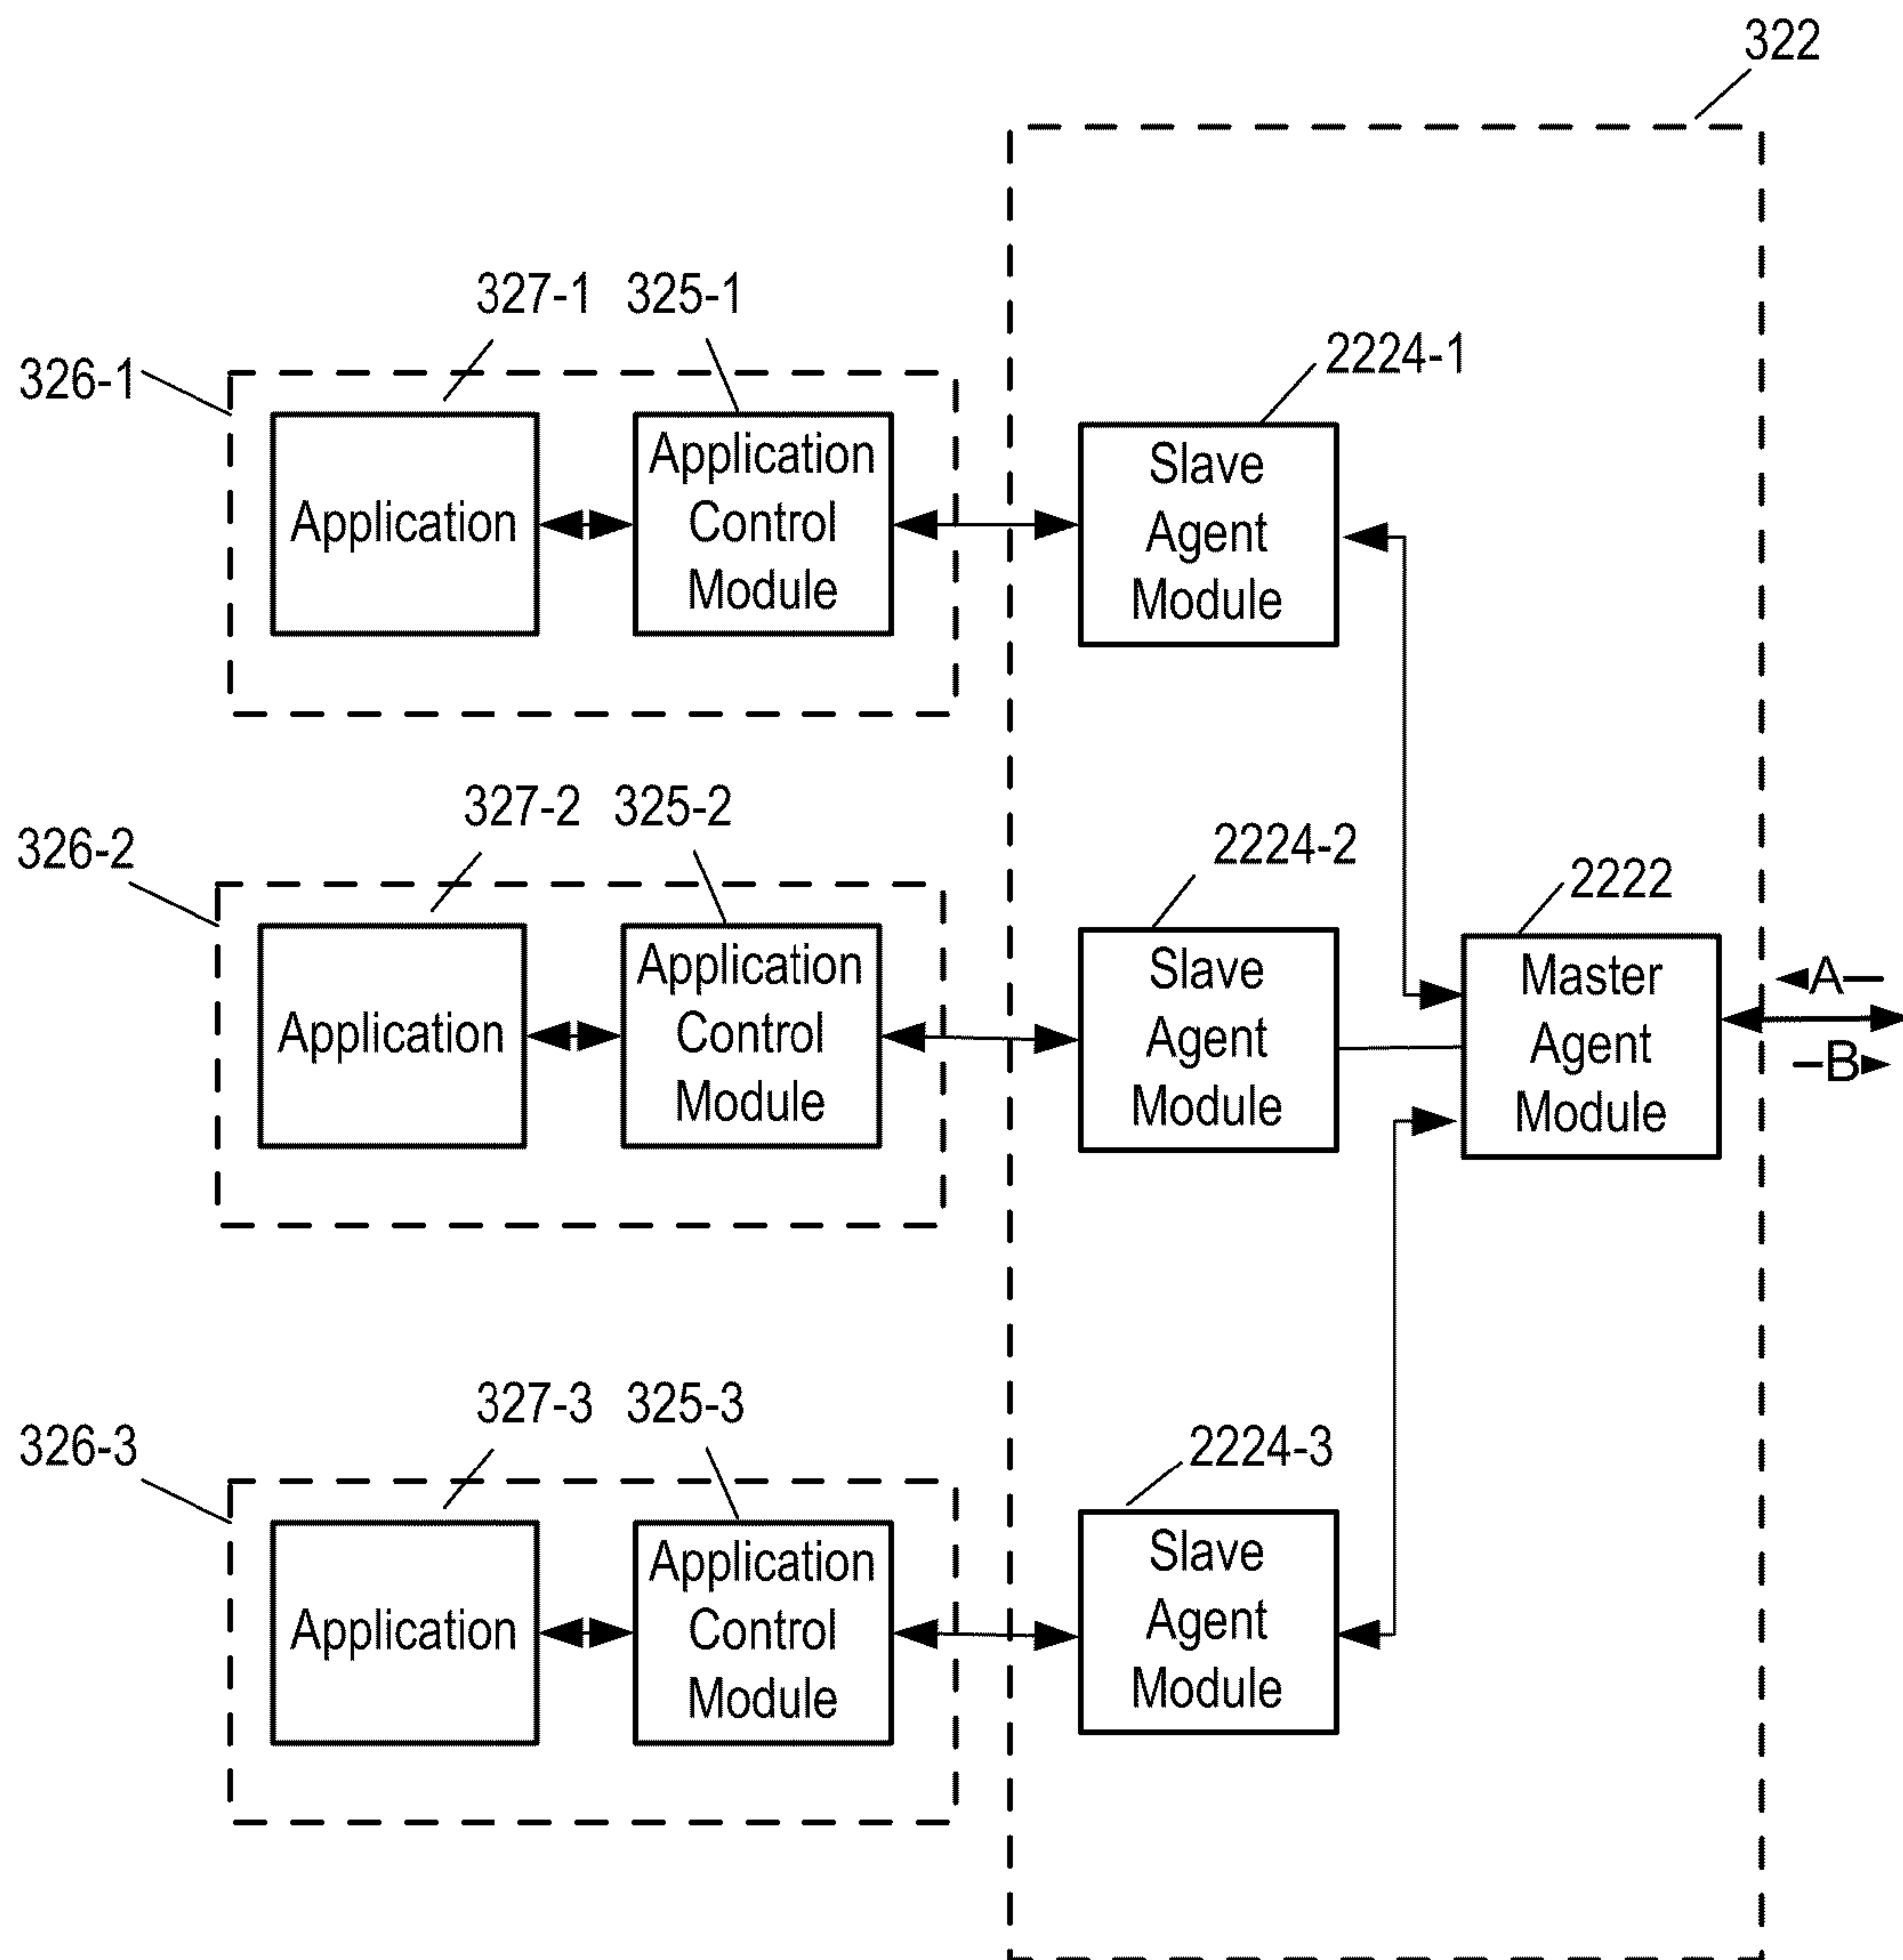 322
327-1 325-1
326-1
2224-1
Application
Application
Control
Module
Slave
Agent
Module
327-2 325-2
326-2
2224-2
2222
Application
Application
Control
Module
Slave
Agent
Module
Master
Agent
Module
A
B
327-3 325-3
326-3
2224-3
Application
Application
Control
Module
Slave
Agent
Module